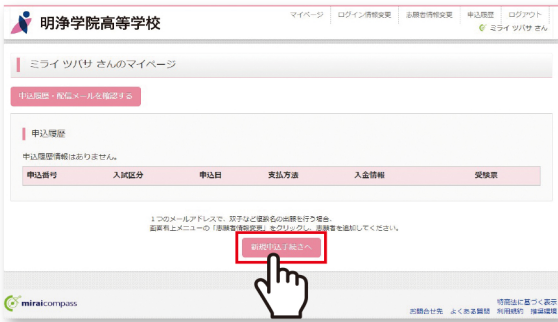 明浄学院高等学校
マイページ ログイン情報変更 志願者情報変更 申込履歴 ログアウト
ミライ ツバサ さん
ミライ ツバサ さんのマイページ
申込履歴・配信メールを確認する
申込履歴
申込履歴情報はありません。
申込番号 入試区分 申込日 支払方法 入金情報 受験票
1つのメールアドレスで、双子など複数名の出願を行う場合、
画面上メニューの「志願者情報変更」をクリックし、志願者を追加してください。
新規申込手続きへ
miraicompass
特商法に基づく表示
お問合せ先 よくある質問 利用規約 推奨環境